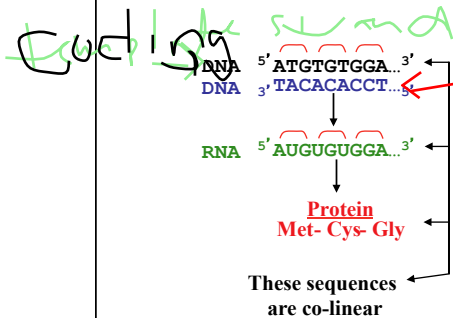 template strand
Coding
DNA 5' ATGTGTGGA... 3'
DNA 3' TACACACCT... 5'
RNA 5' AUGUGUGGA... 3'
Protein
Met- Cys- Gly
These sequences
are co-linear